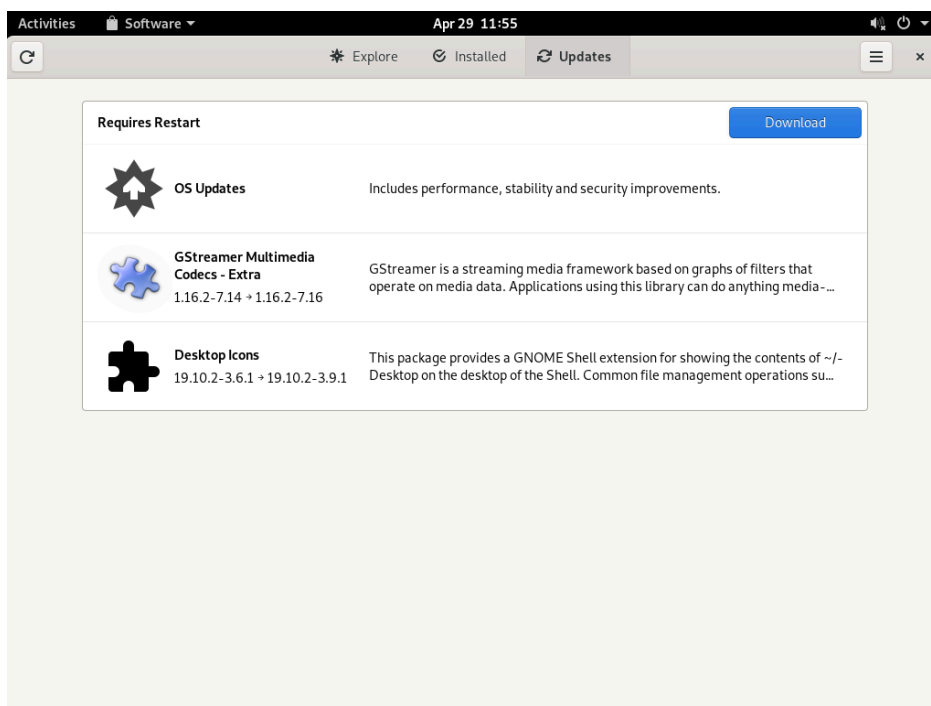 Activities Software Apr 29 11:55
Explore Installed Updates
Requires Restart Download
OS Updates
Includes performance, stability and security improvements.
GStreamer Multimedia
Codecs - Extra
1.16.2-7.14 → 1.16.2-7.16
GStreamer is a streaming media framework based on graphs of filters that
operate on media data. Applications using this library can do anything media-…
Desktop Icons
19.10.2-3.6.1 → 19.10.2-3.9.1
This package provides a GNOME Shell extension for showing the contents of ~/-
Desktop on the desktop of the Shell. Common file management operations su…